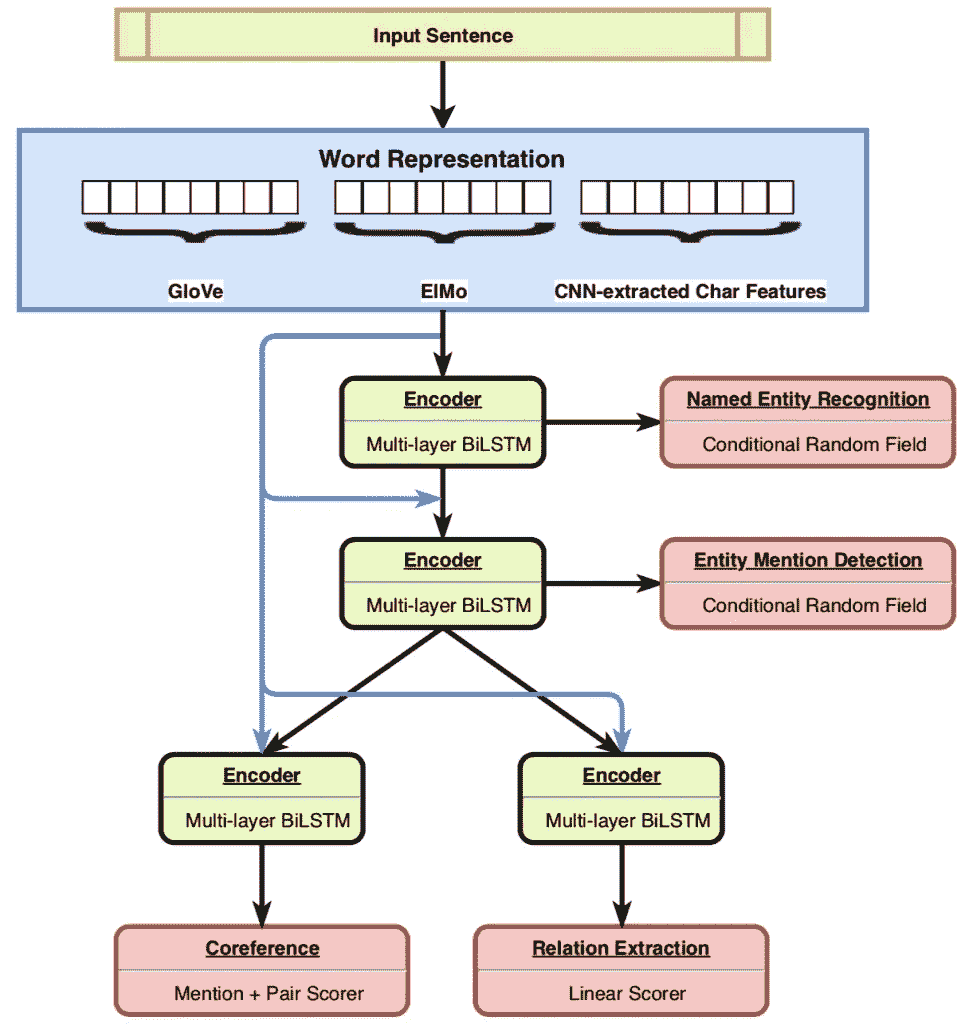 Input Sentence
Word Representation
GloVe
ElMo
CNN-extracted Char Features
Encoder
Multi-layer BiLSTM
Named Entity Recognition
Conditional Random Field
Encoder
Multi-layer BiLSTM
Entity Mention Detection
Conditional Random Field
Encoder
Multi-layer BiLSTM
Encoder
Multi-layer BiLSTM
Coreference
Mention + Pair Scorer
Relation Extraction
Linear Scorer